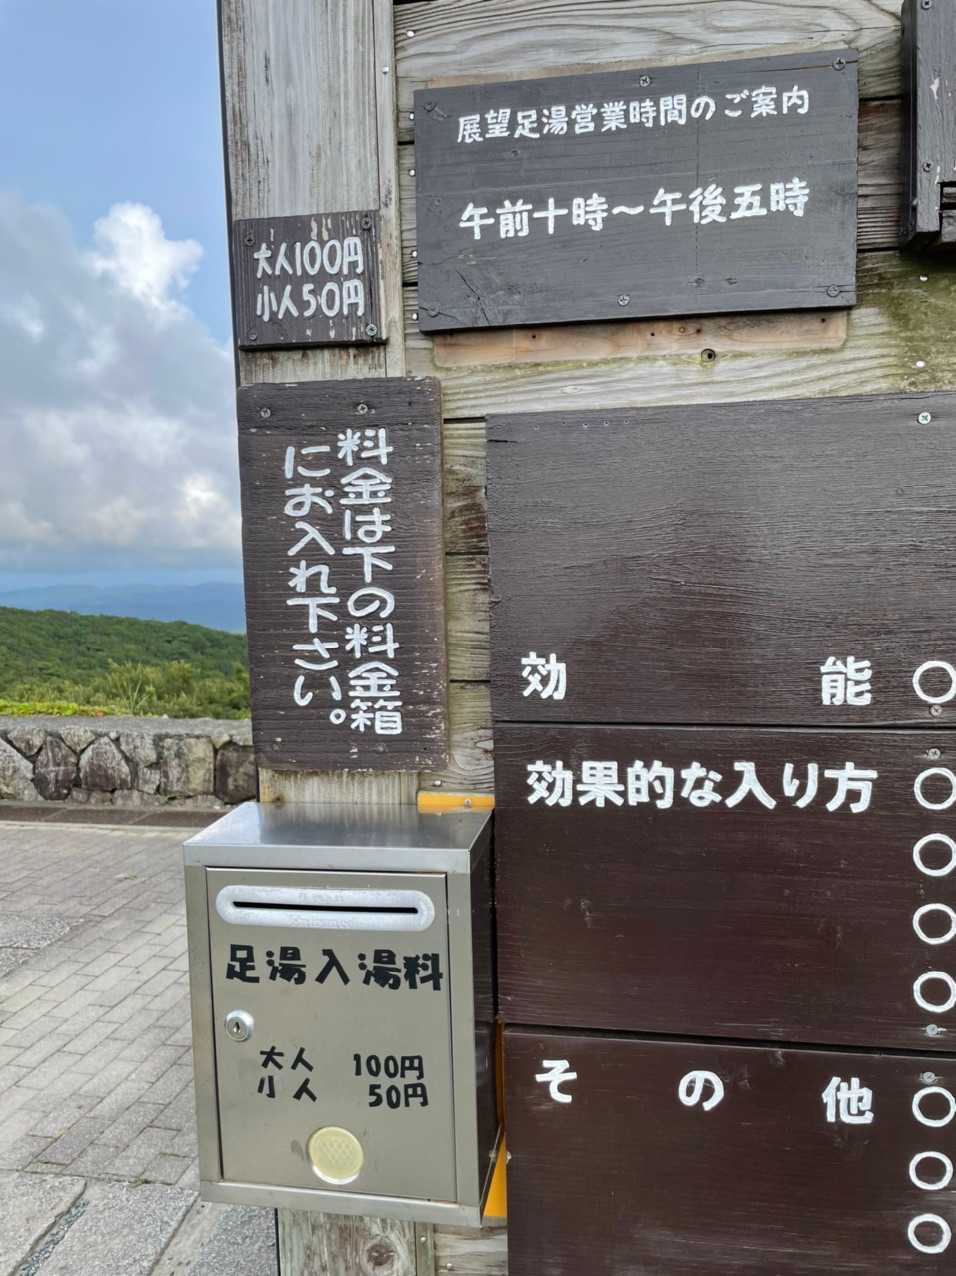 展望足湯営業時間のご案内
午前十時～午後五時
大人100円
小人50円
料金は下の料金箱
にお入れ下さい。
効能 ○
効果的な入り方 ○
○
○
○
その他 ○
○
○
足湯入湯料
大人 100円
小人 50円